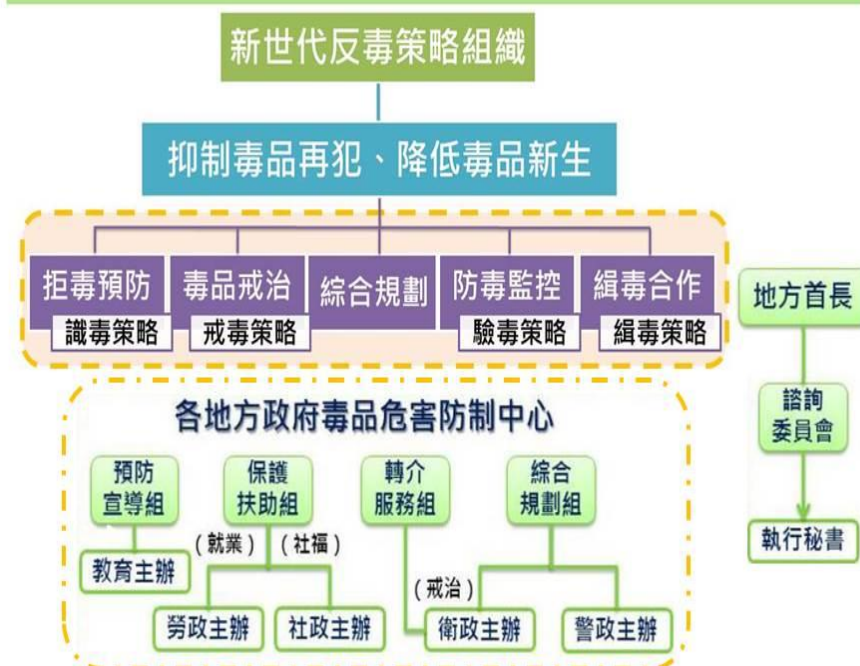 新世代反毒策略組織
抑制毒品再犯、降低毒品新生
拒毒預防
識毒策略
毒品戒治
戒毒策略
綜合規劃
防毒監控
驗毒策略
緝毒合作
緝毒策略
地方首長
諮詢
委員會
執行秘書
各地方政府毒品危害防制中心
預防
宣導組
保護
扶助組
轉介
服務組
綜合
規劃組
(就業)
(社福)
教育主辦
(戒治)
勞政主辦
社政主辦
衛政主辦
警政主辦